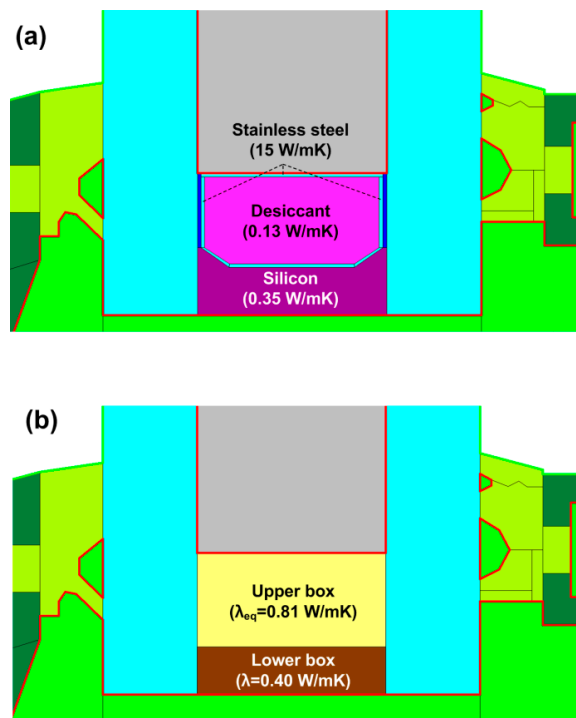 (a)
Stainless steel
(15 W/mK)
Desiccant
(0.13 W/mK)
Silicon
(0.35 W/mK)
(b)
Upper box
(λeq=0.81 W/mK)
Lower box
(λ=0.40 W/mK)